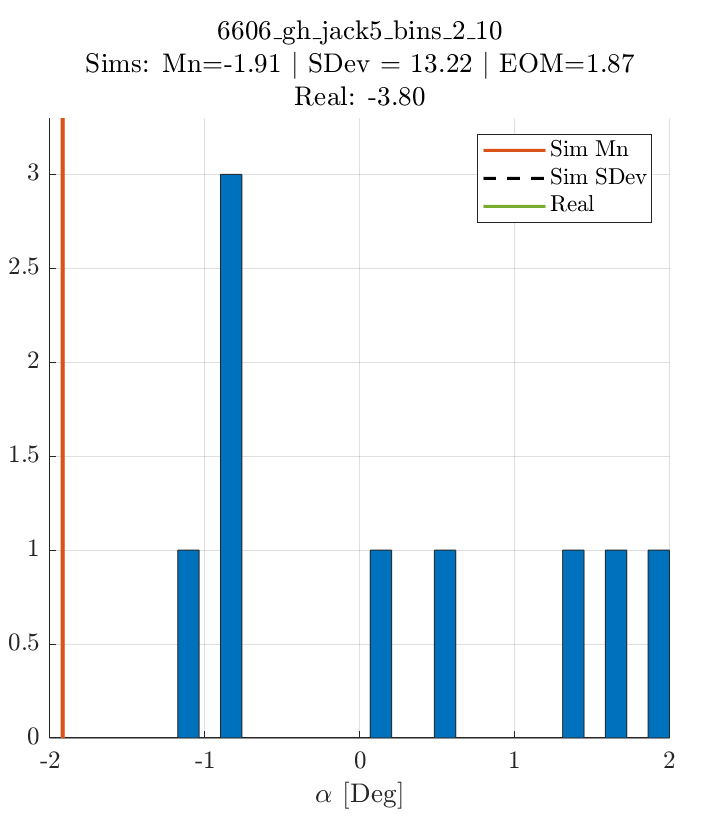 6606_gh_jack5_bins_2_10
Sims: Mn=-1.91 | SDev = 13.22 | EOM=1.87
Real: -3.80
Sim Mn
Sim SDev
Real
3
2.5
2
1.5
1
0.5
0
-2 -1 0 1 2
α [Deg]